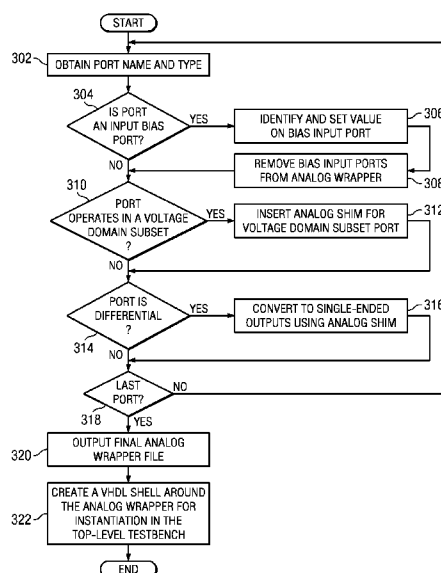 START
302
OBTAIN PORT NAME AND TYPE
304
IS PORT
AN INPUT BIAS
PORT?
YES
IDENTIFY AND SET VALUE
ON BIAS INPUT PORT
306
NO
REMOVE BIAS INPUT PORTS
FROM ANALOG WRAPPER
308
310
PORT
OPERATES IN A VOLTAGE
DOMAIN SUBSET
?
YES
INSERT ANALOG SHIM FOR
VOLTAGE DOMAIN SUBSET PORT
312
NO
PORT IS
DIFFERENTIAL
?
YES
CONVERT TO SINGLE-ENDED
OUTPUTS USING ANALOG SHIM
316
314
NO
LAST
PORT?
NO
318
YES
320
OUTPUT FINAL ANALOG
WRAPPER FILE
322
CREATE A VHDL SHELL AROUND
THE ANALOG WRAPPER FOR
INSTANTIATION IN THE
TOP-LEVEL TESTBENCH
END